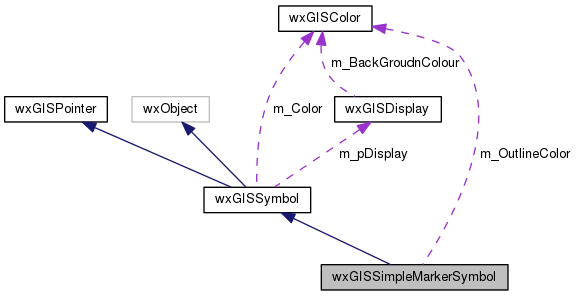 wxGISColor
m_BackGroudnColour
wxGISPointer
wxObject
m_Color
wxGISDisplay
m_pDisplay
m_OutlineColor
wxGISSymbol
wxGISSimpleMarkerSymbol